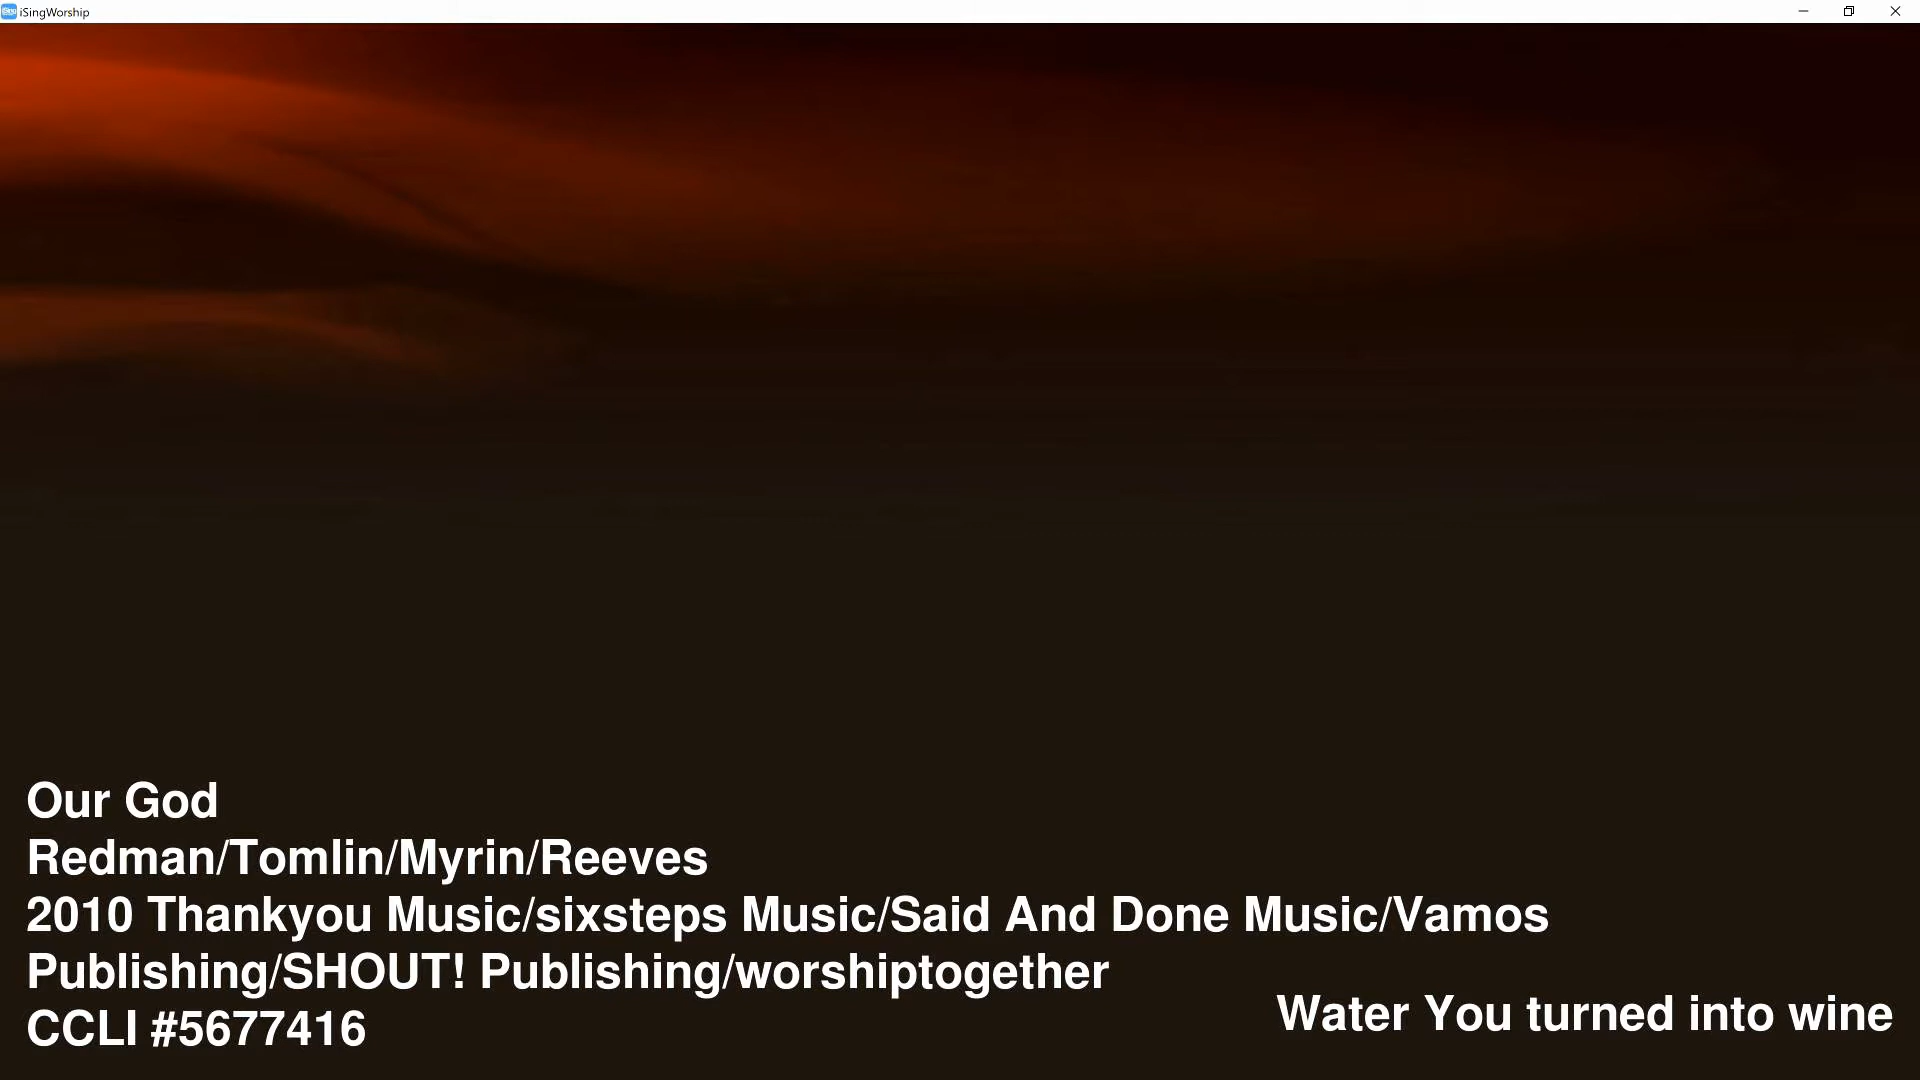 iSingWorship
Our God
Redman/Tomlin/Myrin/Reeves
2010 Thankyou Music/sixsteps Music/Said And Done Music/Vamos
Publishing/SHOUT! Publishing/worshiptogether
CCLI #5677416
Water You turned into wine